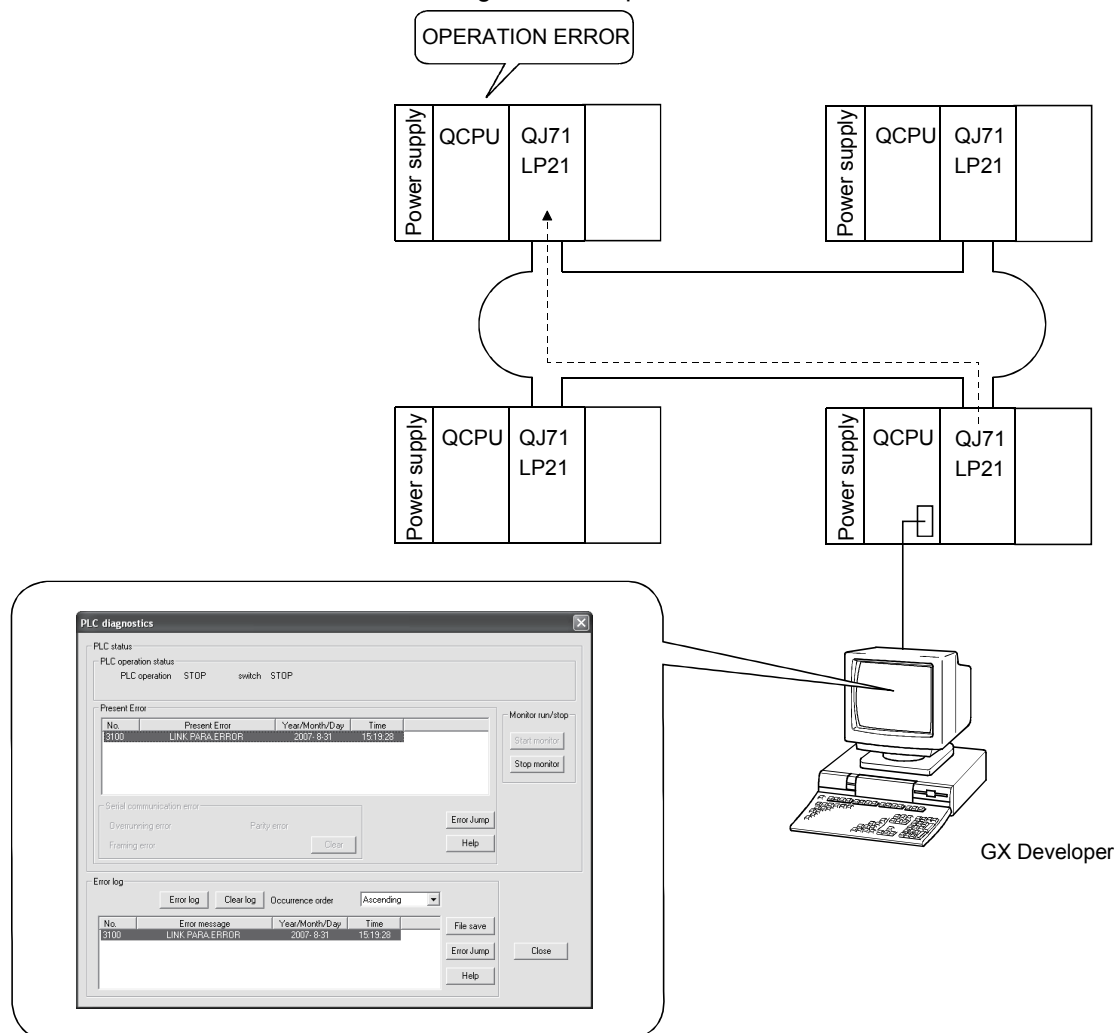 OPERATION ERROR
Power supply
QCPU
QJ71
LP21
Power supply
QCPU
QJ71
LP21
Power supply
QCPU
QJ71
LP21
Power supply
QCPU
QJ71
LP21
GX Developer
PLC diagnostics
PLC status
PLC operation status
PLC operation STOP switch STOP
Present Error
No. Present Error Year/Month/Day Time
3100 LINK PARA.ERROR 2007- 8-31 15:19:28
Monitor run/stop
Start monitor
Stop monitor
Serial communication error
Overrunning error Parity error
Framing error Clear
Error Jump
Help
Error log
Error log Clear log Occurrence order Ascending
No. Error message Year/Month/Day Time
3100 LINK PARA.ERROR 2007- 8-31 15:19:28
File save
Error Jump
Help
Close